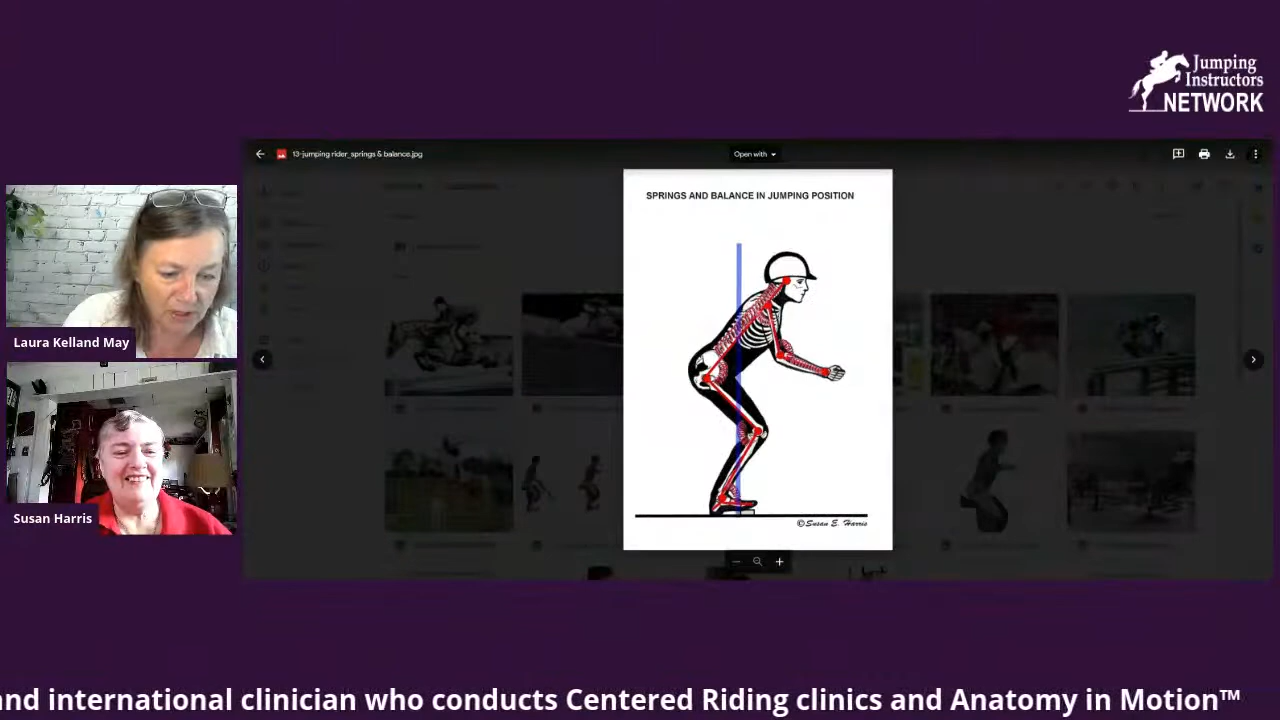 Jumping
Instructors
NETWORK
13-jumping rider_springs & balance.jpg
Open with
SPRINGS AND BALANCE IN JUMPING POSITION
Laura Kelland May
Susan Harris
©Susan E. Harris
and international clinician who conducts Centered Riding clinics and Anatomy in Motion™